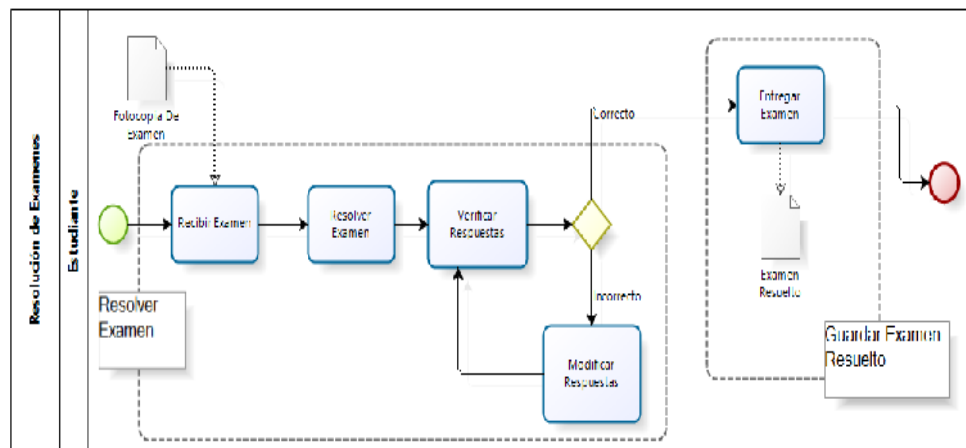 Resolución de Examenes
Estudiante
Fotocopia De
Examen
Recibir Examen
Resolver
Examen
Verificar
Respuestas
Correcto
Incorrecto
Modificar
Respuestas
Resolver
Examen
Entregar
Examen
Examen
Resuelto
Guardar Examen
Resuelto